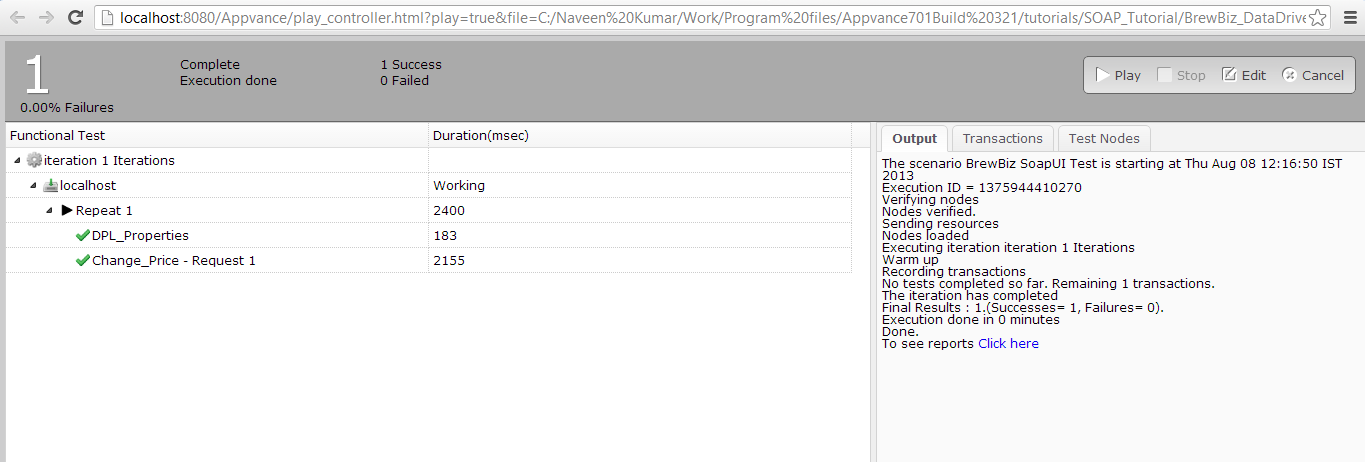 localhost:8080/Appvance/play_controller.html?play=true&file=C:/Naveen%20Kumar/Work/Program%20files/Appvance701Build%20321/tutorials/SOAP_Tutorial/BrewBiz_DataDrive
1
0.00% Failures
Complete 1 Success
Execution done 0 Failed
Play Stop Edit Cancel
Functional Test Duration(msec)
iteration 1 Iterations
localhost Working
Repeat 1 2400
DPL_Properties 183
Change_Price - Request 1 2155
Output Transactions Test Nodes
The scenario BrewBiz SoapUI Test is starting at Thu Aug 08 12:16:50 IST
2013
Execution ID = 1375944410270
Verifying nodes
Nodes verified.
Sending resources
Nodes loaded
Executing iteration iteration 1 Iterations
Warm up
Recording transactions
No tests completed so far. Remaining 1 transactions.
The iteration has completed
Final Results : 1.(Successes= 1, Failures= 0).
Execution done in 0 minutes
Done.
To see reports Click here